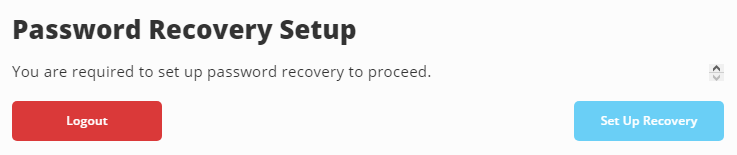 Password Recovery Setup
You are required to set up password recovery to proceed.
Logout
Set Up Recovery